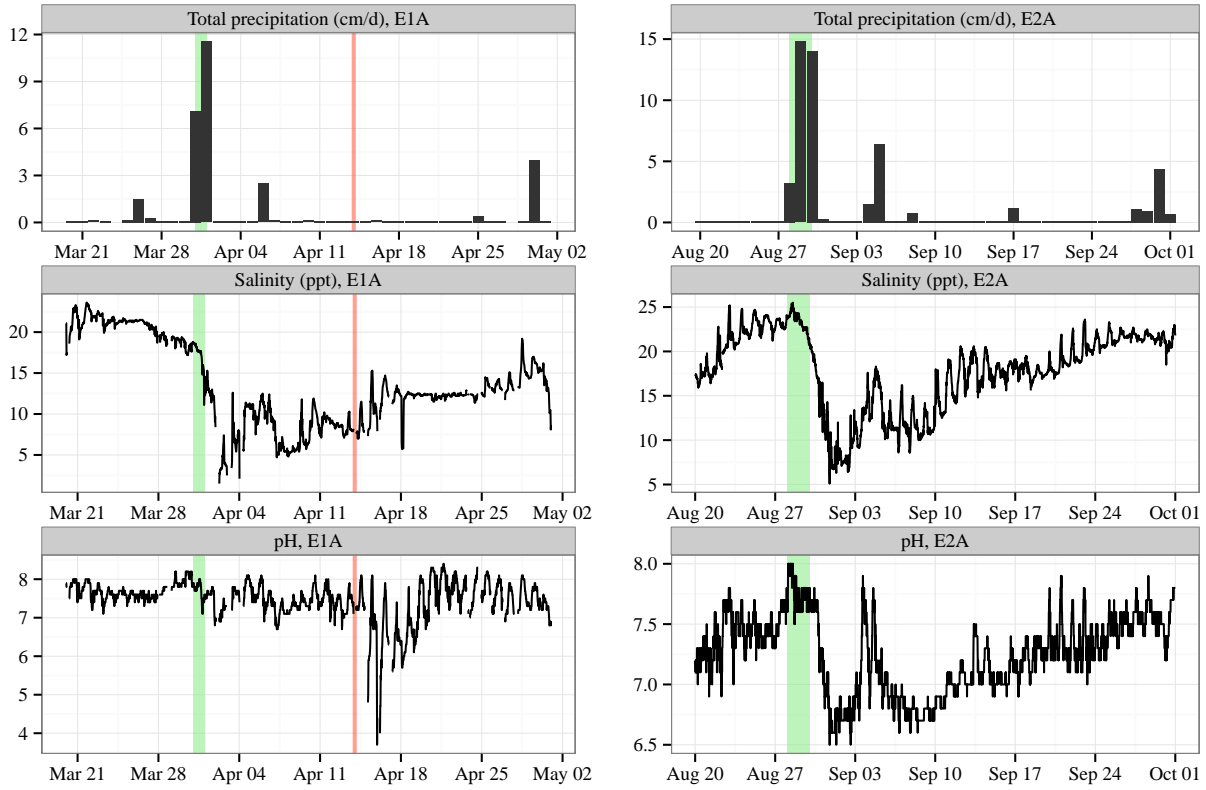 Total precipitation (cm/d), E1A
12
9
6
3
0
Mar 21 Mar 28 Apr 04 Apr 11 Apr 18 Apr 25 May 02
Total precipitation (cm/d), E2A
15
10
5
0
Aug 20 Aug 27 Sep 03 Sep 10 Sep 17 Sep 24 Oct 01
Salinity (ppt), E1A
20
15
10
5
Mar 21 Mar 28 Apr 04 Apr 11 Apr 18 Apr 25 May 02
Salinity (ppt), E2A
25
20
15
10
5
Aug 20 Aug 27 Sep 03 Sep 10 Sep 17 Sep 24 Oct 01
pH, E1A
8
7
6
5
4
Mar 21 Mar 28 Apr 04 Apr 11 Apr 18 Apr 25 May 02
pH, E2A
8.0
7.5
7.0
6.5
Aug 20 Aug 27 Sep 03 Sep 10 Sep 17 Sep 24 Oct 01